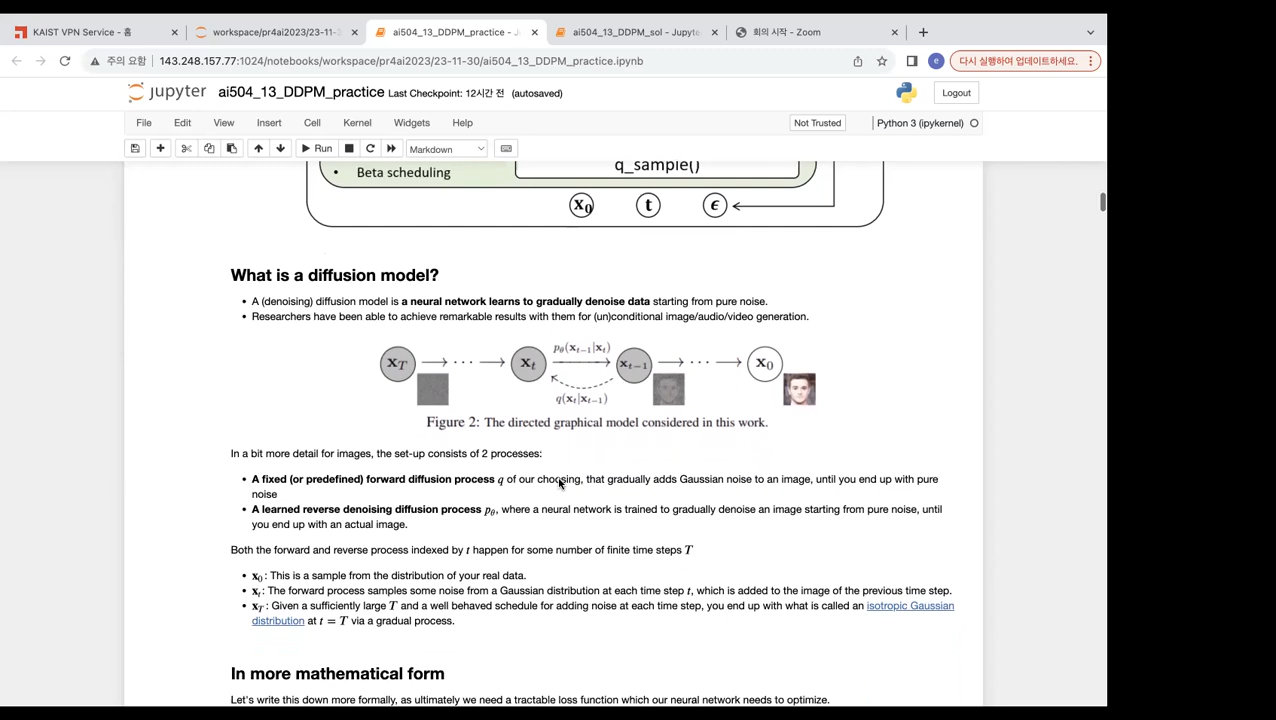 KAIST VPN Service - 홈
workspace/pr4ai2023/23-11-3
ai504_13_DDPM_practice - J
ai504_13_DDPM_sol - Jupyte
회의 시작 - Zoom
주의 요함 143.248.157.77:1024/notebooks/workspace/pr4ai2023/23-11-30/ai504_13_DDPM_practice.ipynb
e
다시 실행하여 업데이트하세요.
jupyter ai504_13_DDPM_practice Last Checkpoint: 12시간 전 (autosaved)
Logout
File Edit View Insert Cell Kernel Widgets Help
Not Trusted
Python 3 (ipykernel)
Run
Markdown
• Beta scheduling
q_sample()
x₀ t ϵ
What is a diffusion model?
• A (denoising) diffusion model is a neural network learns to gradually denoise data starting from pure noise.
• Researchers have been able to achieve remarkable results with them for (un)conditional image/audio/video generation.
pθ(xt−1|xt)
xT → ⋯ → xt xt−1 → ⋯ → x0
q(xt|xt−1)
Figure 2: The directed graphical model considered in this work.
In a bit more detail for images, the set-up consists of 2 processes:
• A fixed (or predefined) forward diffusion process q of our choosing, that gradually adds Gaussian noise to an image, until you end up with pure
noise
• A learned reverse denoising diffusion process pθ, where a neural network is trained to gradually denoise an image starting from pure noise, until
you end up with an actual image.
Both the forward and reverse process indexed by t happen for some number of finite time steps T
• x0: This is a sample from the distribution of your real data.
• xt: The forward process samples some noise from a Gaussian distribution at each time step t, which is added to the image of the previous time step.
• xT: Given a sufficiently large T and a well behaved schedule for adding noise at each time step, you end up with what is called an isotropic Gaussian
distribution at t = T via a gradual process.
In more mathematical form
Let's write this down more formally, as ultimately we need a tractable loss function which our neural network needs to optimize.